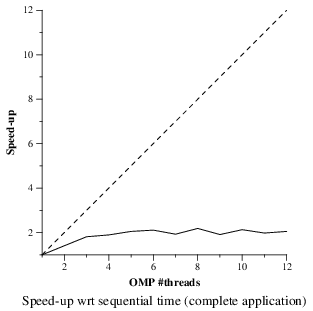 12
10
8
6
4
2
Speed-up
2 4 6 8 10 12
OMP #threads
Speed-up wrt sequential time (complete application)